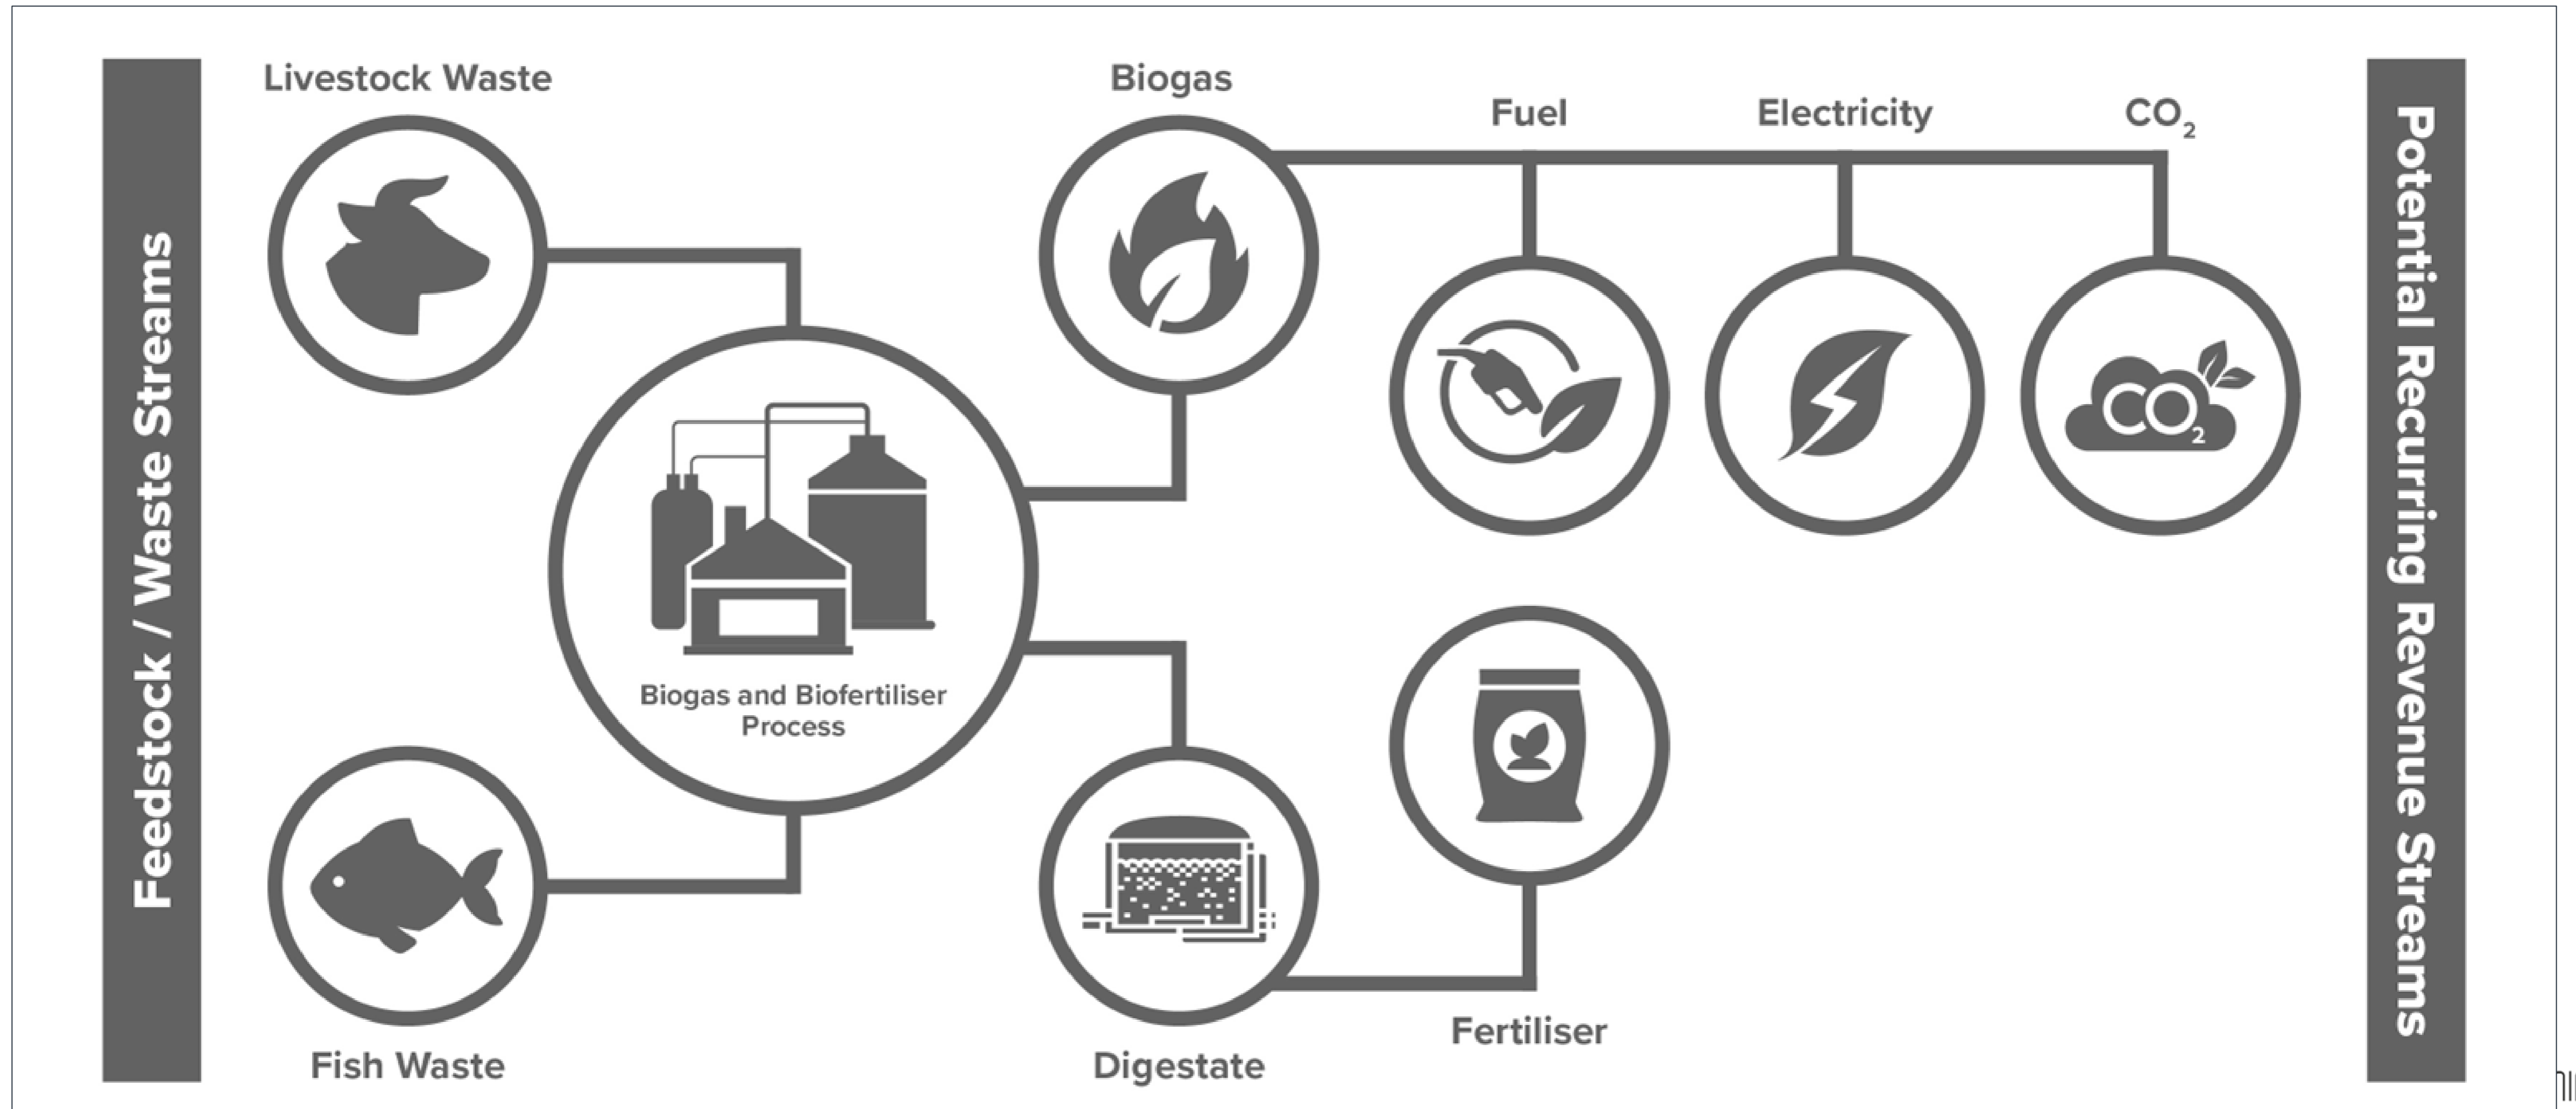 Feedstock / Waste Streams
Livestock Waste
Fish Waste
Biogas and Biofertiliser
Process
Biogas
Digestate
Fuel
Electricity
CO₂
CO₂
Fertiliser
Potential Recurring Revenue Streams